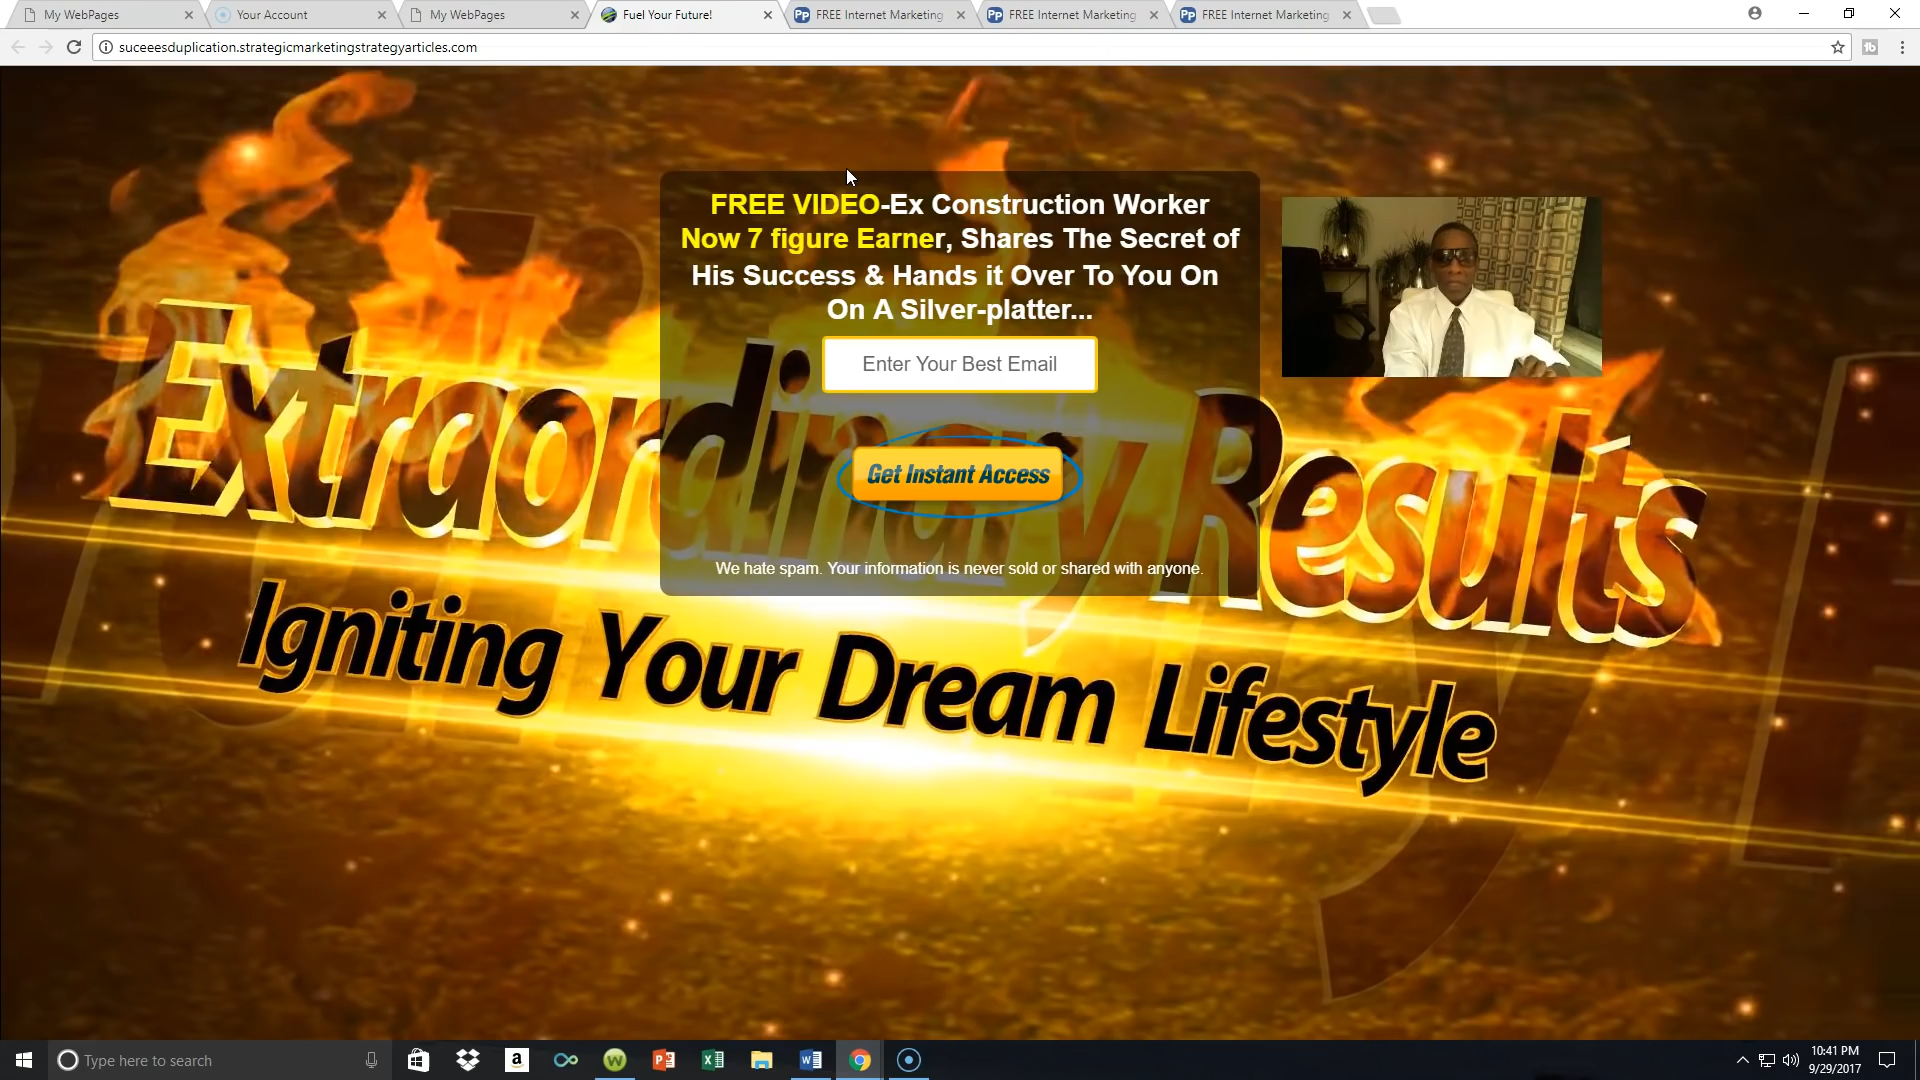 My WebPages
Your Account
My WebPages
Fuel Your Future!
FREE Internet Marketing
FREE Internet Marketing
FREE Internet Marketing
suceeesduplication.strategicmarketingstrategyarticles.com
FREE VIDEO-Ex Construction Worker
Now 7 figure Earner, Shares The Secret of
His Success & Hands it Over To You On
On A Silver-platter...
Enter Your Best Email
Get Instant Access
We hate spam. Your information is never sold or shared with anyone.
Extraordinary Results
Igniting Your Dream Lifestyle
Type here to search
10:41 PM
9/29/2017